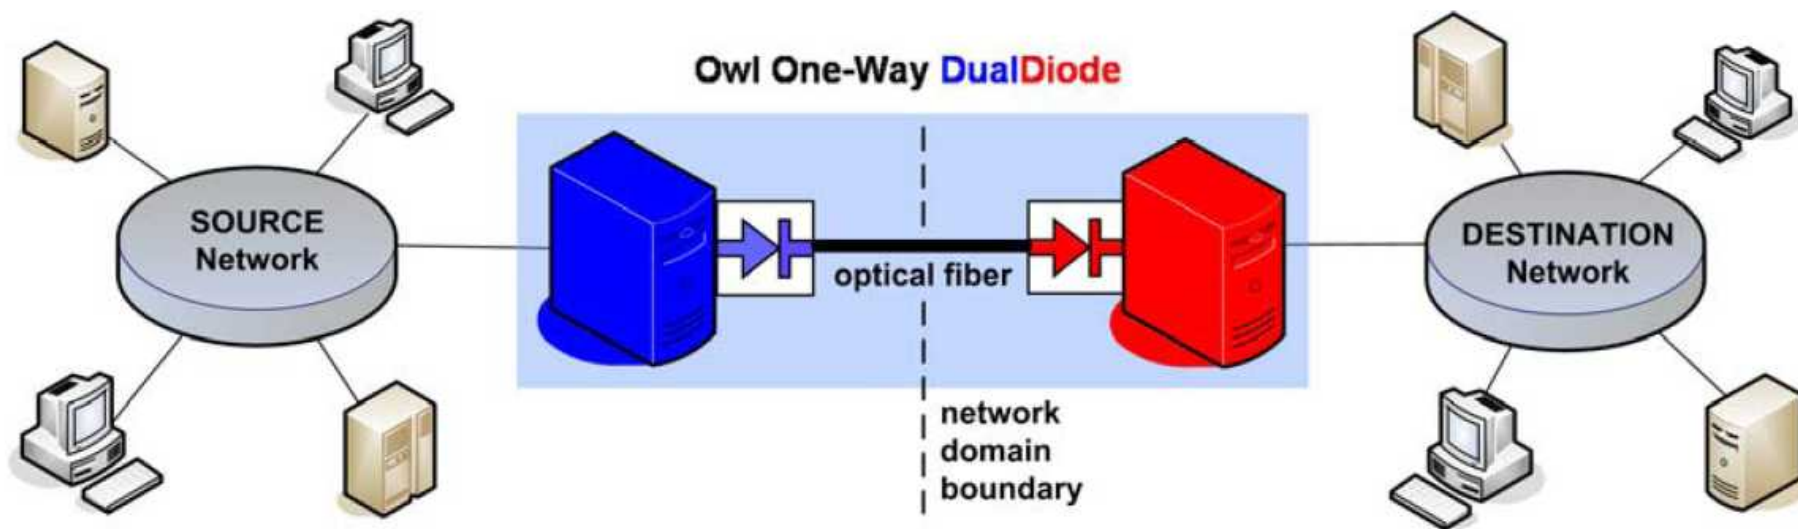 Owl One-Way DualDiode
SOURCE
Network
optical fiber
DESTINATION
Network
network
domain
boundary